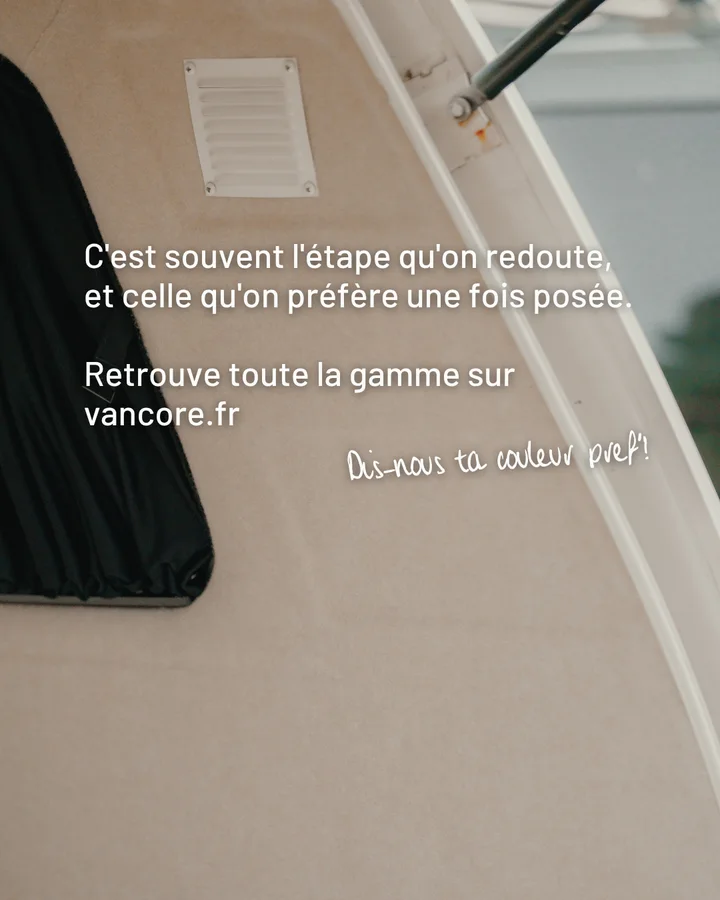 C'est souvent l'étape qu'on redoute,
et celle qu'on préfère une fois posée.
Retrouve toute la gamme sur
vancore.fr
Dis-nous ta couleur pref'!